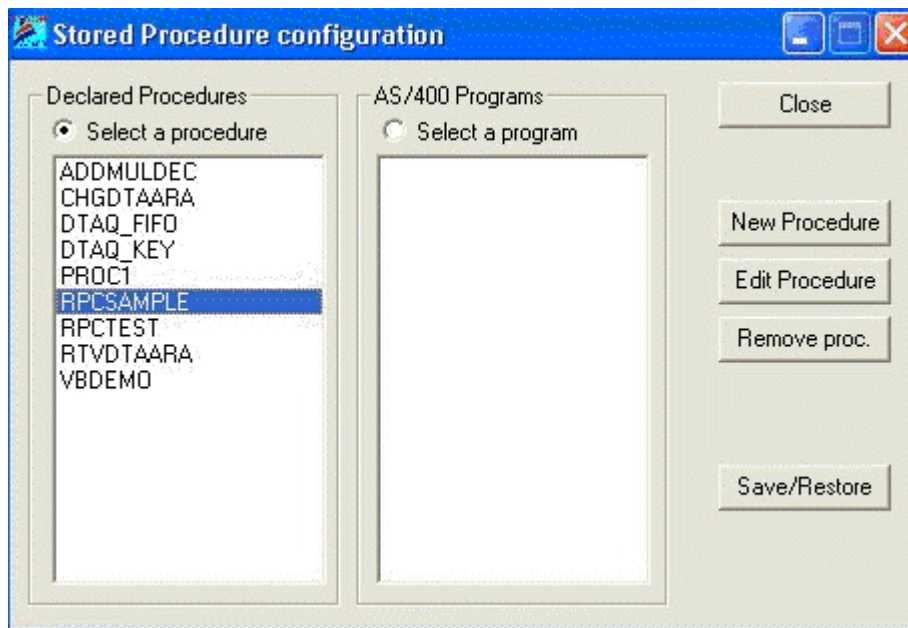 Stored Procedure configuration
Declared Procedures
Select a procedure
ADDMULDEC
CHGDTAARA
DTAQ_FIFO
DTAQ_KEY
PROC1
RPCSAMPLE
RPCTEST
RTVDTAARA
VBDEMO
AS/400 Programs
Select a program
Close
New Procedure
Edit Procedure
Remove proc.
Save/Restore